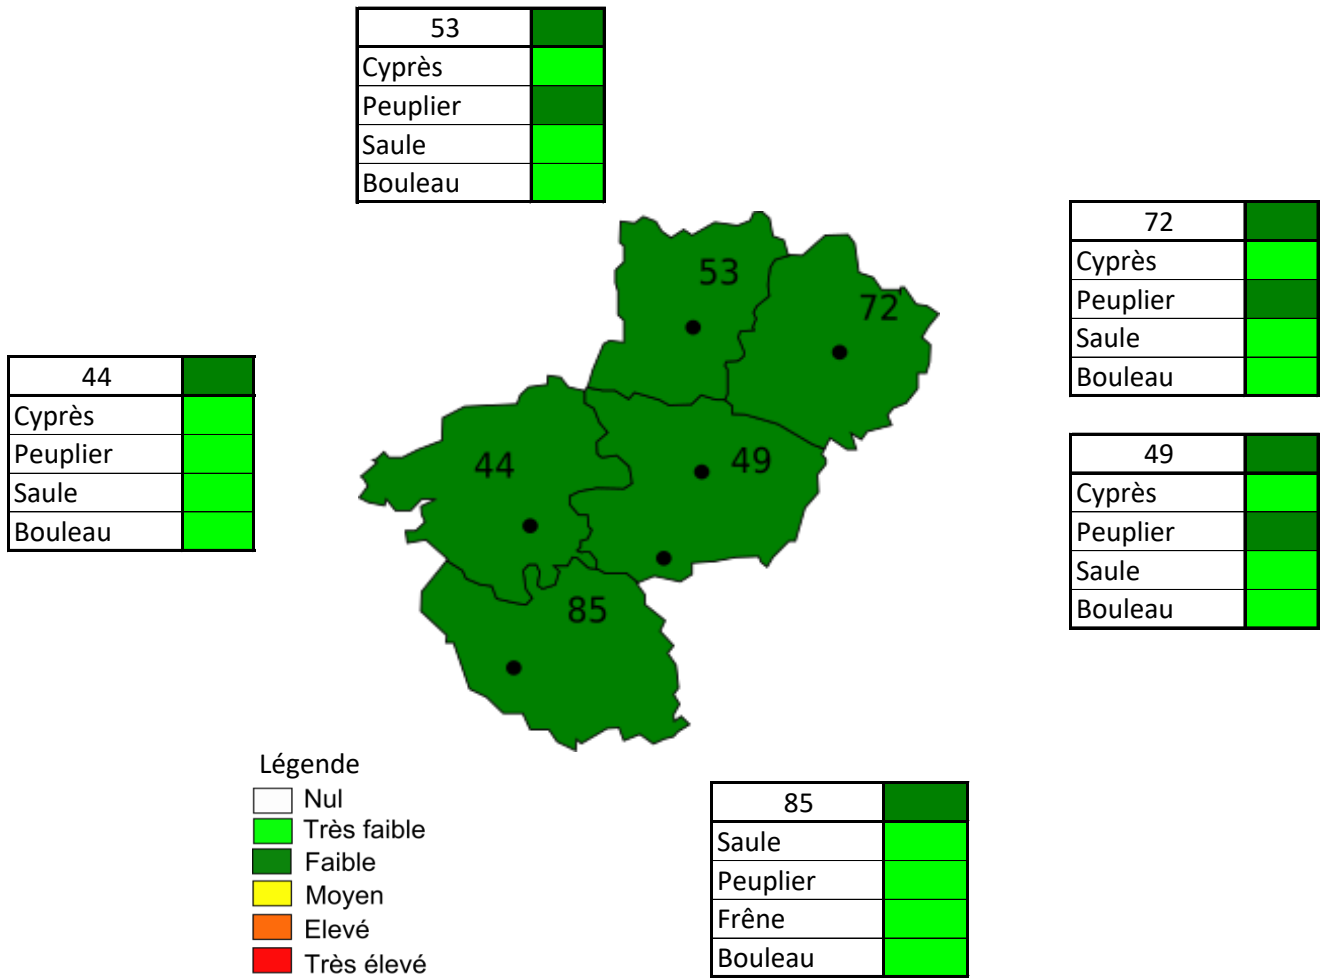 53
Cyprès
Peuplier
Saule
Bouleau
72
Cyprès
Peuplier
Saule
Bouleau
53
72
44
Cyprès
Peuplier
Saule
Bouleau
44
49
49
Cyprès
Peuplier
Saule
Bouleau
85
Légende
Nul
Très faible
Faible
Moyen
Elevé
Très élevé
85
Saule
Peuplier
Frêne
Bouleau